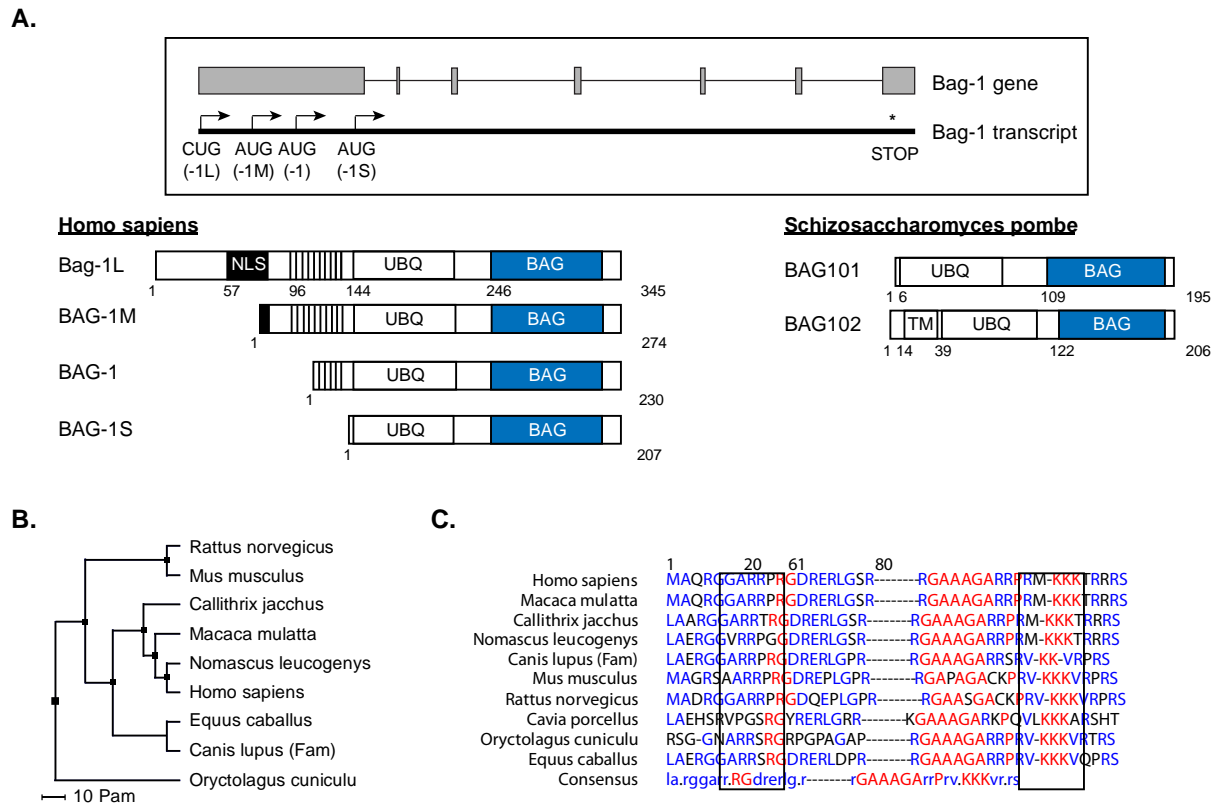 A.
Bag-1 gene
*
Bag-1 transcript
CUG AUG AUG AUG STOP
(-1L) (-1M) (-1) (-1S)
Homo sapiens
Bag-1L NLS UBQ BAG
1 57 96 144 246 345
BAG-1M UBQ BAG
1 274
BAG-1 UBQ BAG
1 230
BAG-1S UBQ BAG
1 207
Schizosaccharomyces pombe
BAG101 UBQ BAG
1 6 109 195
BAG102 TM UBQ BAG
1 14 39 122 206
B.
Rattus norvegicus
Mus musculus
Callithrix jacchus
Macaca mulatta
Nomascus leucogenys
Homo sapiens
Equus caballus
Canis lupus (Fam)
Oryctolagus cuniculu
10 Pam
C.
1 20 61 80
Homo sapiens MAQRGGARRPRGDRERLGSR--------RGAAAGARRPRM-KKKTRRRS
Macaca mulatta MAQRGGARRPRGDRERLGSR--------RGAAAGARRPRM-KKKTRRRS
Callithrix jacchus LAARGGARRTRGDRERLGSR--------RGAAAGARRPRM-KKKTRRRS
Nomascus leucogenys LAERGGVRRPGGDRERLGSR--------RGAAAGARRPRM-KKKTRRRS
Canis lupus (Fam) LAERGGARRPRGDRERLGPR--------RGAAAGARRSRV-KK-VRPRS
Mus musculus MAGRSAARRPRGDREPLGPR--------RGAPAGACKPRV-KKKVRPRS
Rattus norvegicus MADRGGARRPRGDQEPLGPR--------RGAASGACKPRV-KKKVRPRS
Cavia porcellus LAEHSRVPGSRGYRERLGRR--------KGAAAGARKPQVLKKKARSHT
Oryctolagus cuniculu RSG-GNARRSRGRPGPAGAP--------RGAAAGARRPRV-KKKVRTRS
Equus caballus LAERGGARRSRGDRERLDPR--------RGAAAGARRPRV-KKKVQPRS
Consensus la.rggarr.RGdrerlg.r--------rGAAAGArrPrv.KKKvr.rs